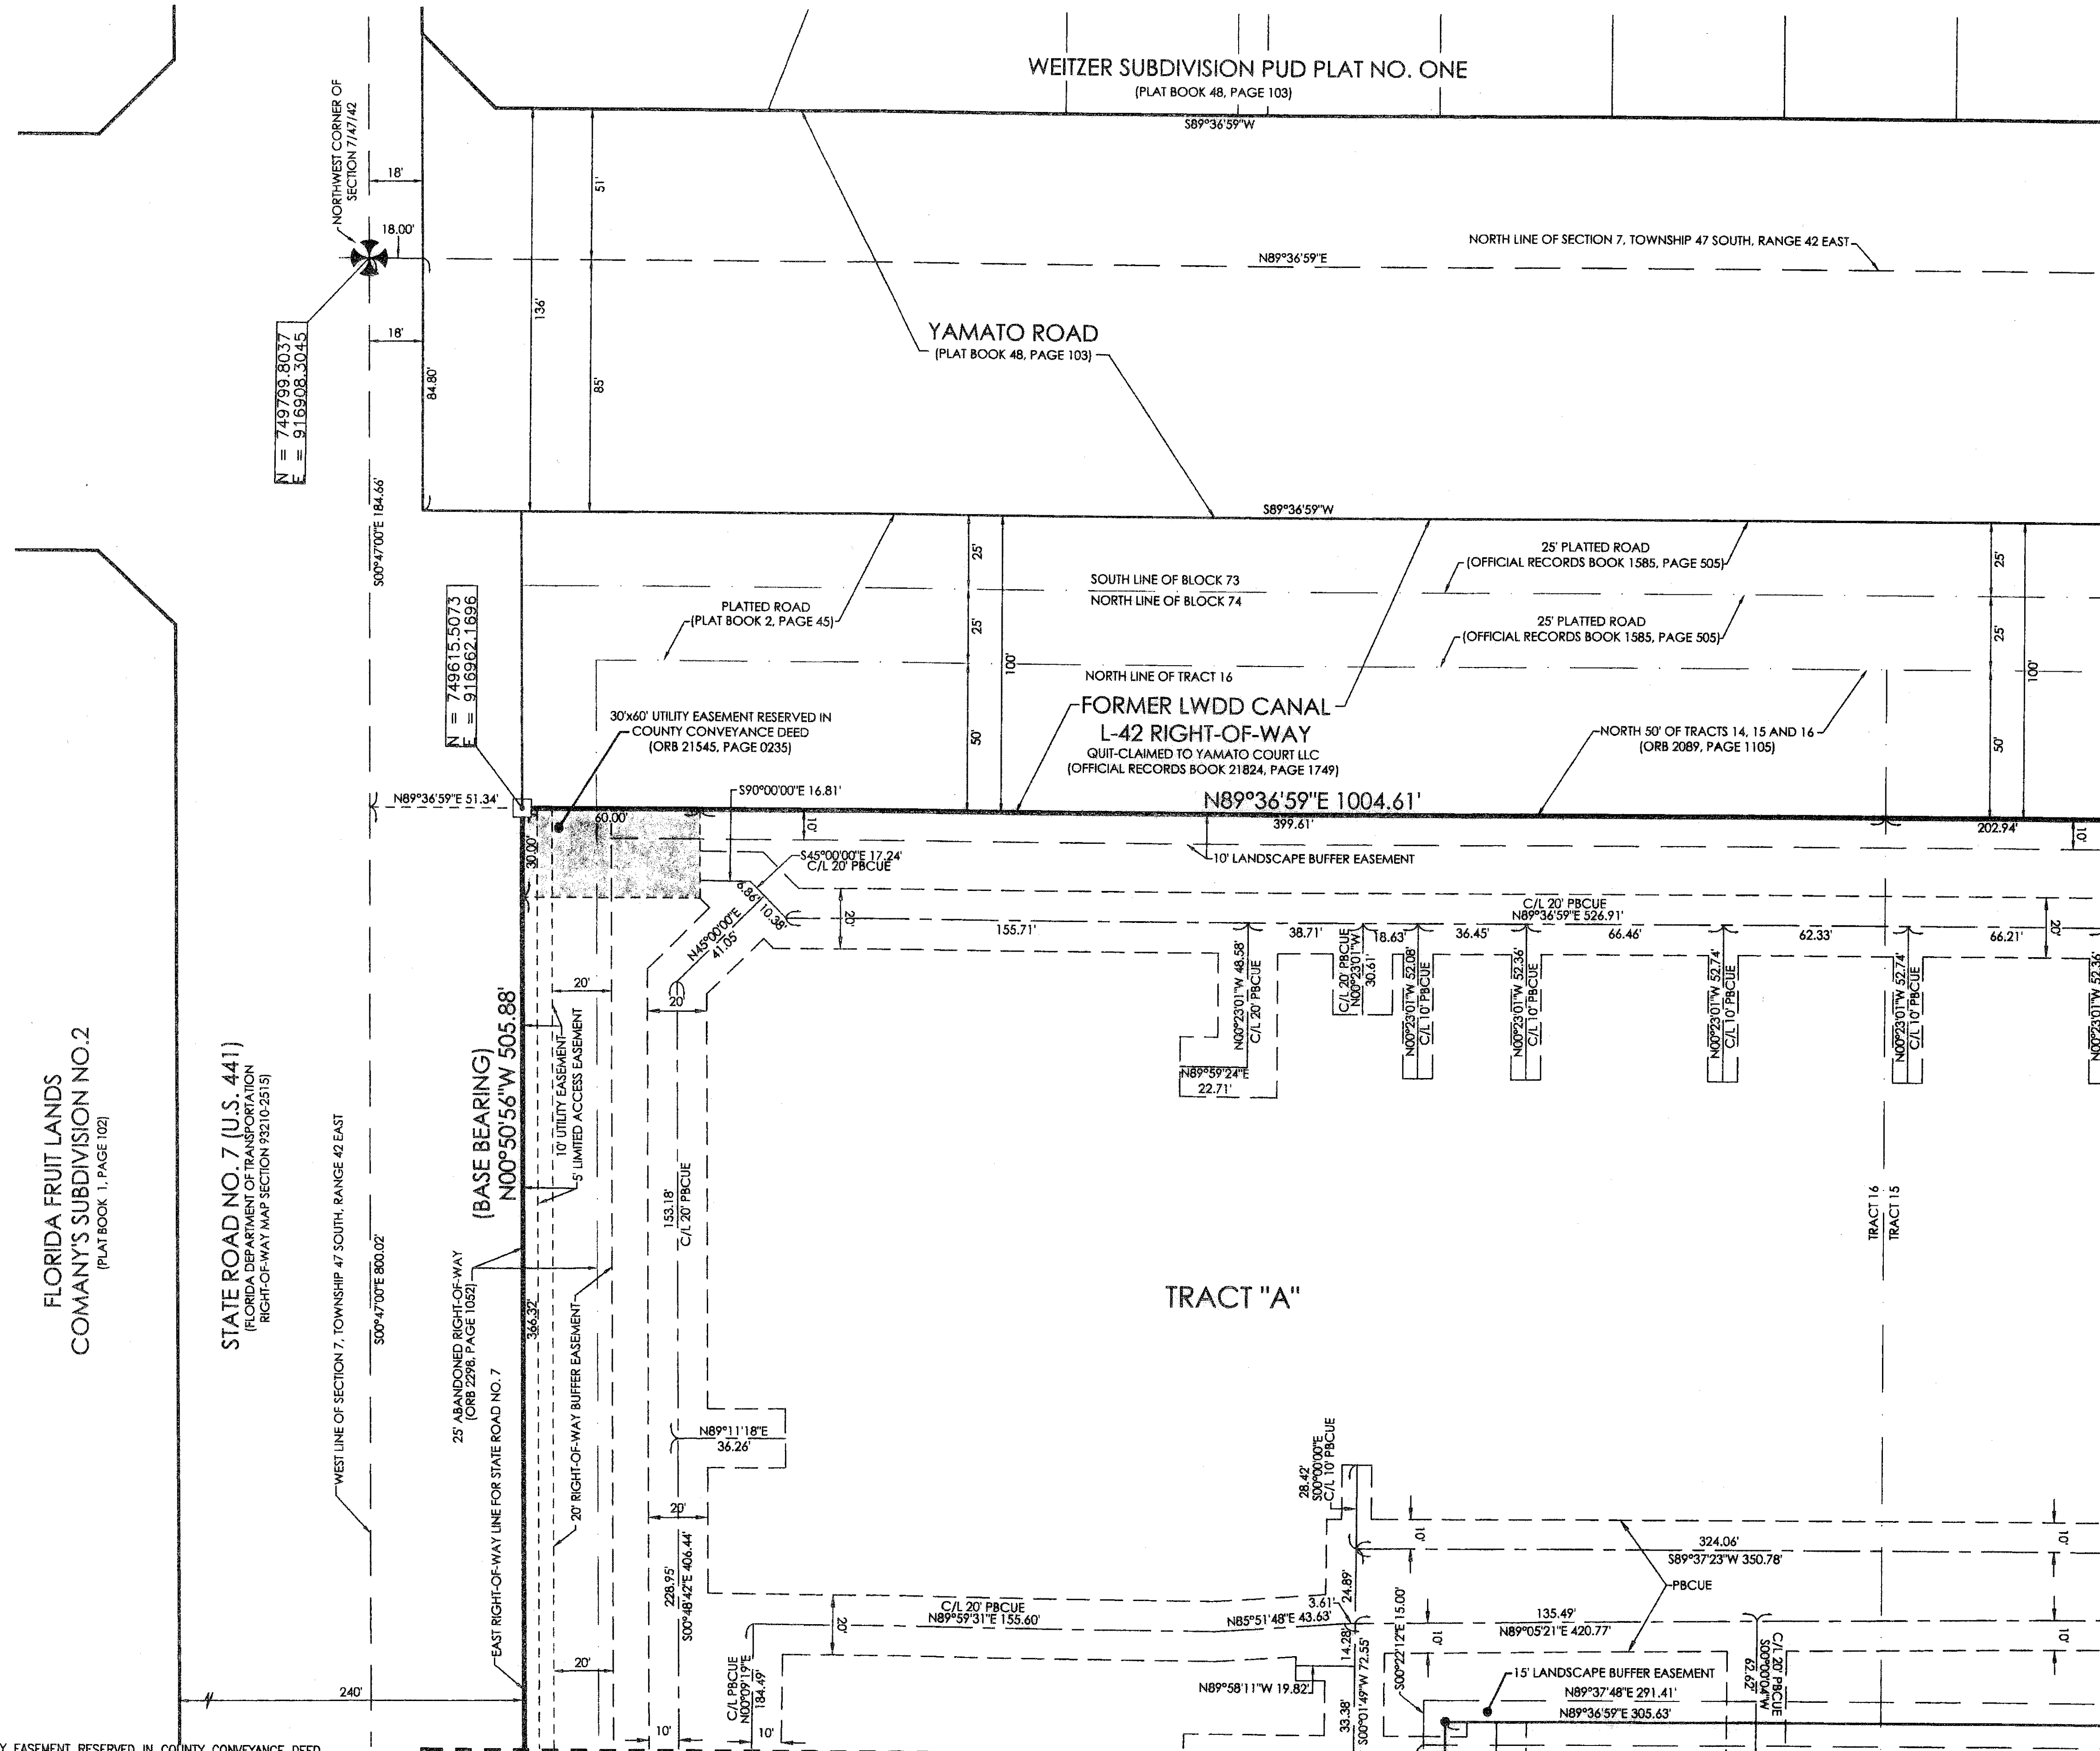 WEITZER SUBDIVISION PUD PLAT NO. ONE
(PLAT BOOK 48, PAGE 103)
S89°36'59"W
NORTHWEST CORNER OF
SECTION 7/47/42
18'
18.00'
51'
136'
NORTH LINE OF SECTION 7, TOWNSHIP 47 SOUTH, RANGE 42 EAST
N89°36'59"E
N = 749799.8037
E = 916908.3045
18'
84.80'
85'
YAMATO ROAD
(PLAT BOOK 48, PAGE 103)
S00°47'00"E 184.66'
S89°36'59"W
25'
25'
50'
100'
25' PLATTED ROAD
(OFFICIAL RECORDS BOOK 1585, PAGE 505)
SOUTH LINE OF BLOCK 73
NORTH LINE OF BLOCK 74
PLATTED ROAD
(PLAT BOOK 2, PAGE 45)
25' PLATTED ROAD
(OFFICIAL RECORDS BOOK 1585, PAGE 505)
25'
25'
50'
100'
NORTH LINE OF TRACT 16
N = 749615.5073
E = 916962.1696
FORMER LWDD CANAL
L-42 RIGHT-OF-WAY
QUIT-CLAIMED TO YAMATO COURT LLC
(OFFICIAL RECORDS BOOK 21824, PAGE 1749)
30'x60' UTILITY EASEMENT RESERVED IN
COUNTY CONVEYANCE DEED
(ORB 21545, PAGE 0235)
NORTH 50' OF TRACTS 14, 15 AND 16
(ORB 2089, PAGE 1105)
N89°36'59"E 51.34'
S90°00'00"E 16.81'
N89°36'59"E 1004.61'
60.00'
10'
399.61'
202.94'
10'
30.00'
S45°00'00"E 17.24'
C/L 20' PBCUE
10' LANDSCAPE BUFFER EASEMENT
6.86'
10.38'
N45°00'00"E
41.05'
20'
C/L 20' PBCUE
N89°36'59"E 526.91'
155.71'
38.71'
18.63'
36.45'
66.46'
62.33'
66.21'
20'
N00°23'01"W 48.58'
C/L 20' PBCUE
C/L 20' PBCUE
N00°23'01"W
30.61'
N00°23'01"W 52.08'
C/L 10' PBCUE
N00°23'01"W 52.36'
C/L 10' PBCUE
N00°23'01"W 52.74'
C/L 10' PBCUE
N00°23'01"W 52.74'
C/L 10' PBCUE
N00°23'01"W 52.36'
N89°59'24"E
22.71'
20'
20'
FLORIDA FRUIT LANDS
COMANY'S SUBDIVISION NO.2
(PLAT BOOK 1, PAGE 102)
STATE ROAD NO. 7 (U.S. 441)
(FLORIDA DEPARTMENT OF TRANSPORTATION
RIGHT-OF-WAY MAP SECTION 93210-2515)
WEST LINE OF SECTION 7, TOWNSHIP 47 SOUTH, RANGE 42 EAST
S00°47'00"E 800.02'
(BASE BEARING)
N00°50'56"W 505.88'
10' UTILITY EASEMENT
5' LIMITED ACCESS EASEMENT
25' ABANDONED RIGHT-OF-WAY
(ORB 2298, PAGE 1052)
EAST RIGHT-OF-WAY LINE FOR STATE ROAD NO. 7
366.32'
20' RIGHT-OF-WAY BUFFER EASEMENT
153.18'
C/L 20' PBCUE
TRACT 16
TRACT 15
TRACT "A"
N89°11'18"E
36.26'
20'
228.95'
S00°48'42"E 406.44'
28.42'
S00°00'00"E
C/L 10' PBCUE
10'
324.06'
S89°37'23"W 350.78'
10'
PBCUE
C/L 20' PBCUE
N89°59'31"E 155.60'
20'
N85°51'48"E 43.63'
3.61'
24.89'
14.28'
S00°22'12"E 15.00'
10'
135.49'
N89°05'21"E 420.77'
10'
20'
C/L PBCUE
N00°09'19"E
184.49'
N89°58'11"W 19.82'
33.38'
S00°01'49"W 72.55'
15' LANDSCAPE BUFFER EASEMENT
N89°37'48"E 291.41'
N89°36'59"E 305.63'
C/L 20' PBCUE
S00°00'04"W
62.62'
240'
10'
10'
Y EASEMENT RESERVED IN COUNTY CONVEYANCE DEED